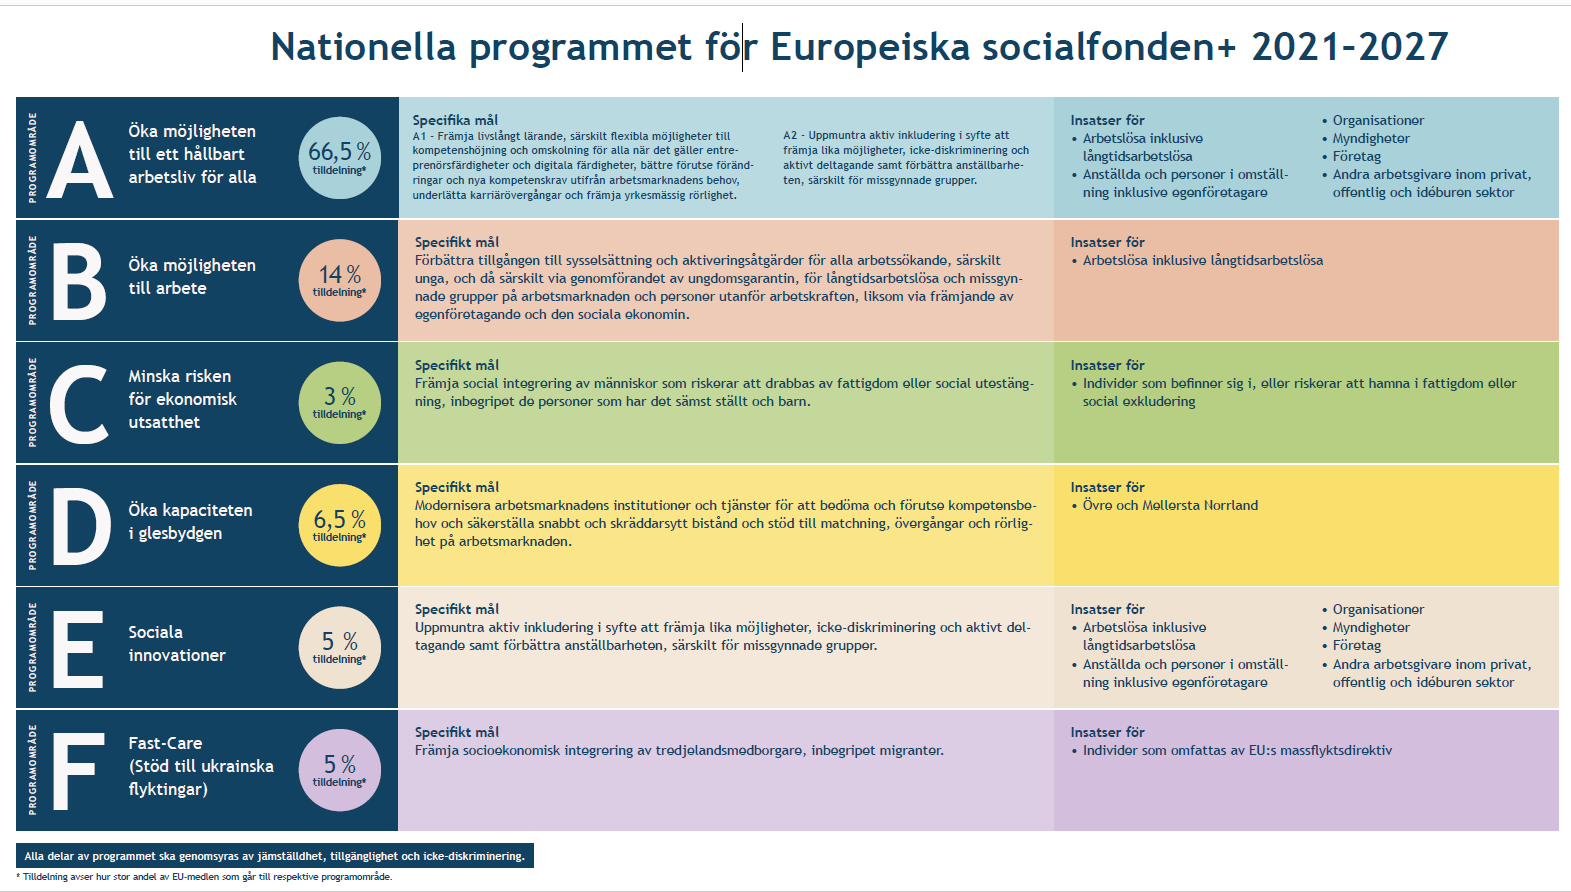 Nationella programmet för Europeiska socialfonden+ 2021–2027
PROGRAMOMRÅDE
A
Öka möjligheten
till ett hållbart
arbetsliv för alla
66,5 %
tilldelning*
Specifika mål
A1 - Främja livslångt lärande, särskilt flexibla möjligheter till
kompetenshöjning och omskolning för alla när det gäller entre-
prenörsfärdigheter och digitala färdigheter, bättre förutse föränd-
ringar och nya kompetenskrav utifrån arbetsmarknadens behov,
underlätta karriärövergångar och främja yrkesmässig rörlighet.
A2 - Uppmuntra aktiv inkludering i syfte att
främja lika möjligheter, icke-diskriminering och
aktivt deltagande samt förbättra anställbarhe-
ten, särskilt för missgynnade grupper.
Insatser för
• Arbetslösa inklusive
långtidsarbetslösa
• Anställda och personer i omställ-
ning inklusive egenföretagare
• Organisationer
• Myndigheter
• Företag
• Andra arbetsgivare inom privat,
offentlig och idéburen sektor
PROGRAMOMRÅDE
B
Öka möjligheten
till arbete
14 %
tilldelning*
Specifikt mål
Förbättra tillgången till sysselsättning och aktiveringsåtgärder för alla arbetssökande, särskilt
unga, och då särskilt via genomförandet av ungdomsgarantin, för långtidsarbetslösa och missgyn-
nade grupper på arbetsmarknaden och personer utanför arbetskraften, liksom via främjande av
egenföretagande och den sociala ekonomin.
Insatser för
• Arbetslösa inklusive långtidsarbetslösa
PROGRAMOMRÅDE
C
Minska risken
för ekonomisk
utsatthet
3 %
tilldelning*
Specifikt mål
Främja social integrering av människor som riskerar att drabbas av fattigdom eller social utestäng-
ning, inbegripet de personer som har det sämst ställt och barn.
Insatser för
• Individer som befinner sig i, eller riskerar att hamna i fattigdom eller
social exkludering
PROGRAMOMRÅDE
D
Öka kapaciteten
i glesbydgen
6,5 %
tilldelning*
Specifikt mål
Modernisera arbetsmarknadens institutioner och tjänster för att bedöma och förutse kompetensbe-
hov och säkerställa snabbt och skräddarsytt bistånd och stöd till matchning, övergångar och rörlig-
het på arbetsmarknaden.
Insatser för
• Övre och Mellersta Norrland
PROGRAMOMRÅDE
E
Sociala
innovationer
5 %
tilldelning*
Specifikt mål
Uppmuntra aktiv inkludering i syfte att främja lika möjligheter, icke-diskriminering och aktivt del-
tagande samt förbättra anställbarheten, särskilt för missgynnade grupper.
Insatser för
• Arbetslösa inklusive
långtidsarbetslösa
• Anställda och personer i omställ-
ning inklusive egenföretagare
• Organisationer
• Myndigheter
• Företag
• Andra arbetsgivare inom privat,
offentlig och idéburen sektor
PROGRAMOMRÅDE
F
Fast-Care
(Stöd till ukrainska
flyktingar)
5 %
tilldelning*
Specifikt mål
Främja socioekonomisk integrering av tredjelandsmedborgare, inbegripet migranter.
Insatser för
• Individer som omfattas av EU:s massflyktsdirektiv
Alla delar av programmet ska genomsyras av jämställdhet, tillgänglighet och icke-diskriminering.
* Tilldelning avser hur stor andel av EU-medlen som går till respektive programområde.